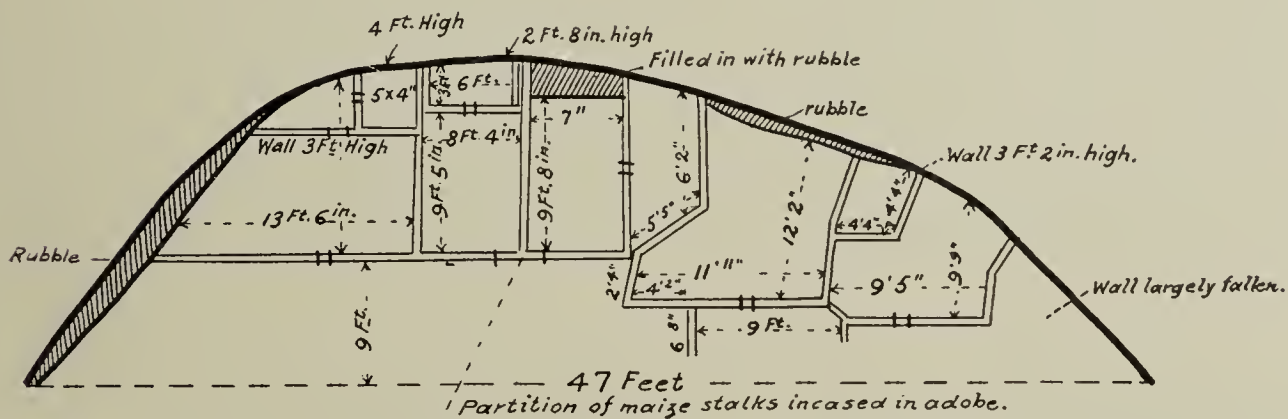 4 Ft. High
2 Ft. 8 in. high
Filled in with rubble
rubble
Wall 3 Ft. 2 in. high.
5x4"
3 Ft.
6 Ft.
7"
Wall 3 Ft High
8 Ft. 4 in.
9 Ft. 5 in.
9 Ft. 8 in.
6'2"
5'5"
12'2"
4'4"
4'4"
13 Ft. 6 in.
Rubble
9 Ft.
2'4"
4'2"
11'11"
9'5"
9'9"
Wall largely fallen.
6 8"
9 Ft.
47 Feet
Partition of maize stalks incased in adobe.